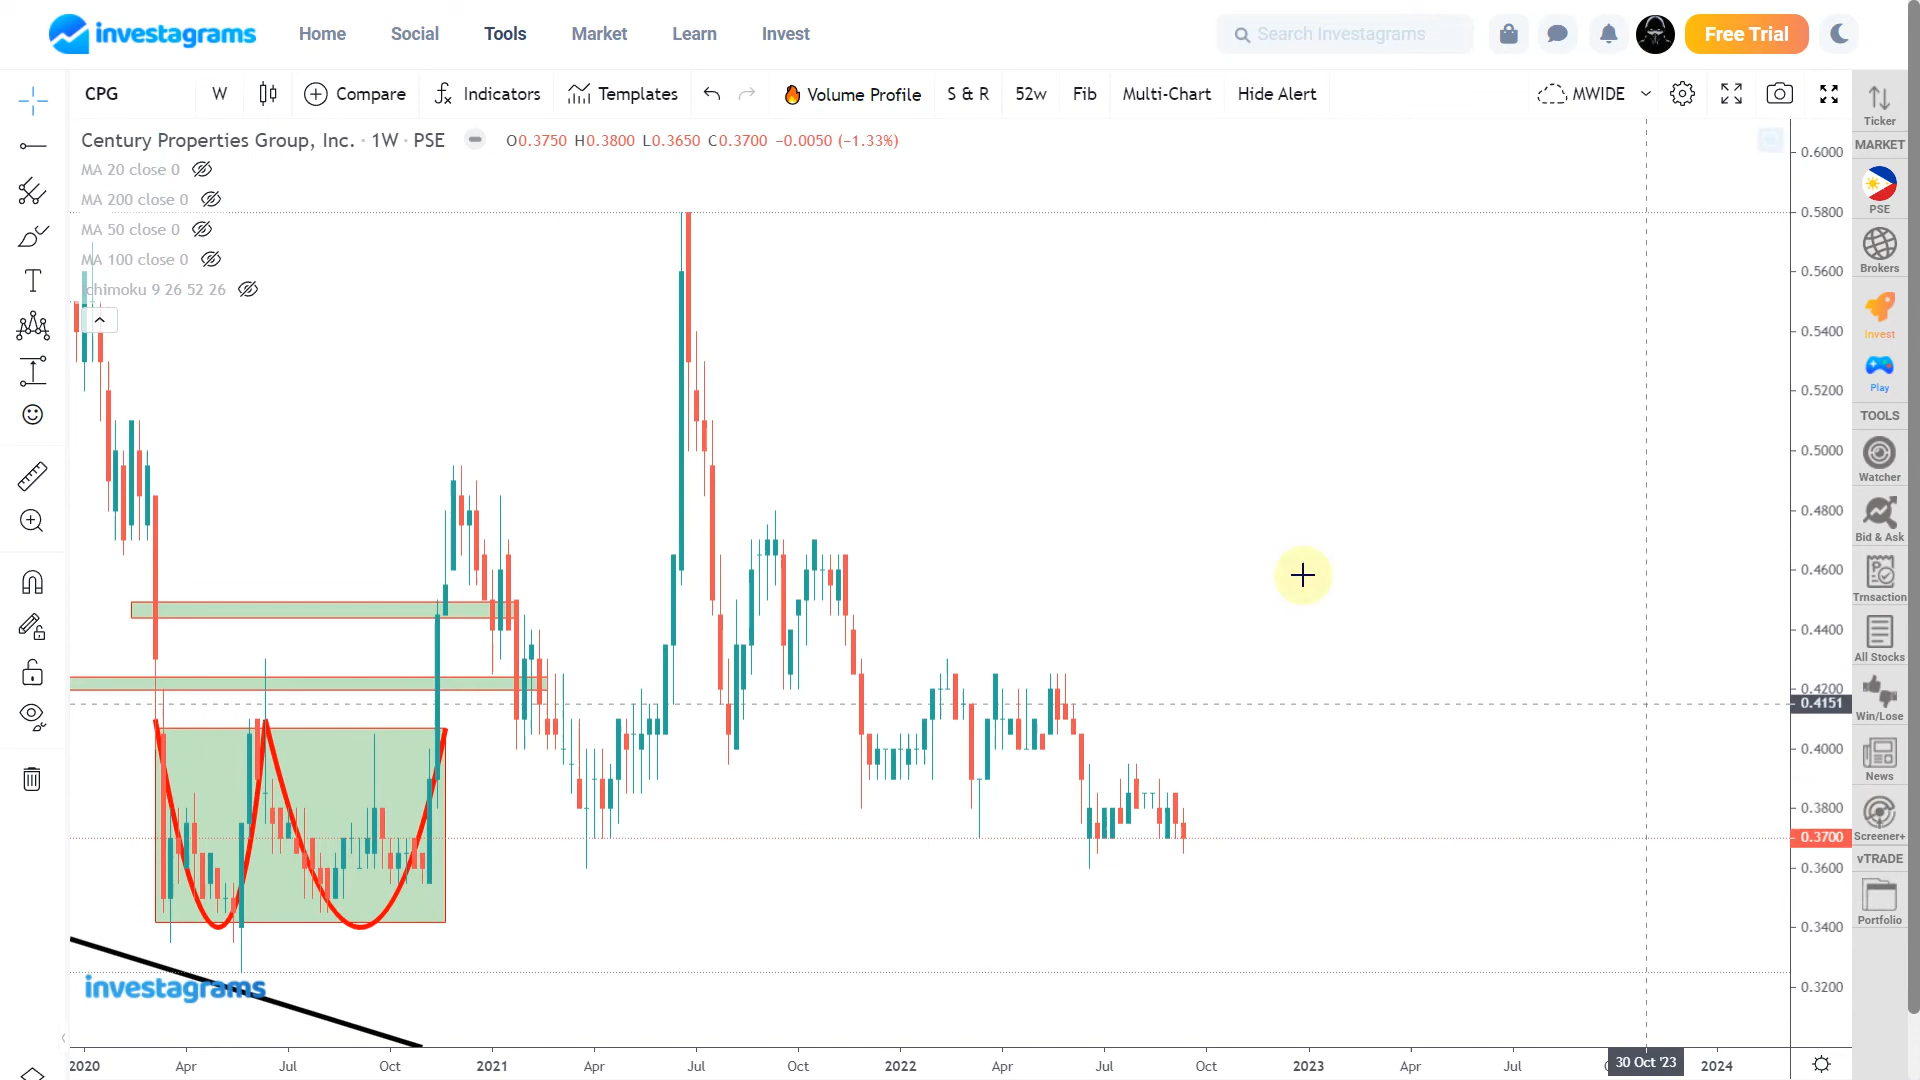 investagrams
Home
Social
Tools
Market
Learn
Invest
Search Investagrams
Free Trial
CPG
W
Compare
Indicators
Templates
Volume Profile
S & R
52w
Fib
Multi-Chart
Hide Alert
MWIDE
Century Properties Group, Inc. · 1W · PSE
O0.3750 H0.3800 L0.3650 C0.3700 −0.0050 (−1.33%)
MA 20 close 0
MA 200 close 0
MA 50 close 0
MA 100 close 0
chimoku 9 26 52 26
0.6000
0.5800
0.5600
0.5400
0.5200
0.5000
0.4800
0.4600
0.4400
0.4200
0.4151
0.4000
0.3800
0.3700
0.3600
0.3400
0.3200
Ticker
MARKET
PSE
Brokers
Invest
Play
TOOLS
Watcher
Bid & Ask
Trnsaction
All Stocks
Win/Lose
News
Screener+
vTRADE
Portfolio
investagrams
2020
Apr
Jul
Oct
2021
Apr
Jul
Oct
2022
Apr
Jul
Oct
2023
Apr
Jul
30 Oct '23
2024